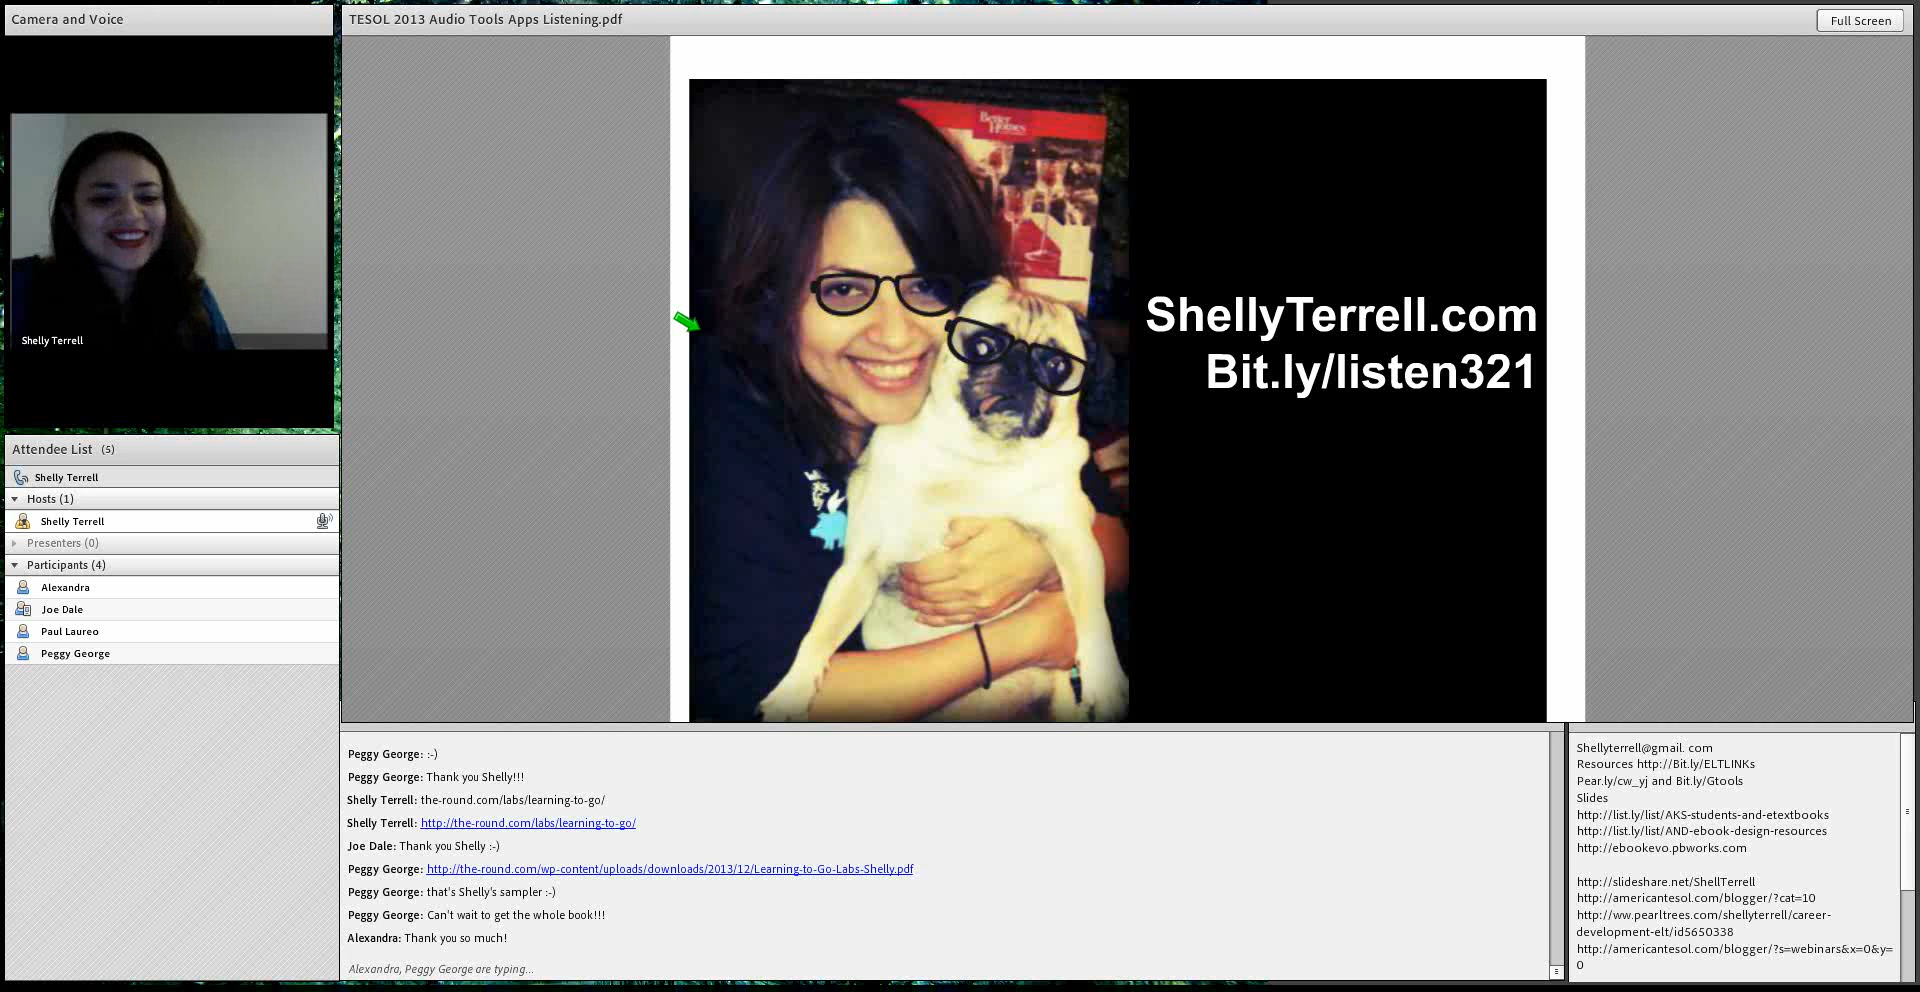 Camera and Voice
Shelly Terrell
Attendee List (5)
Shelly Terrell
Hosts (1)
Shelly Terrell
Presenters (0)
Participants (4)
Alexandra
Joe Dale
Paul Laureo
Peggy George
TESOL 2013 Audio Tools Apps Listening.pdf
Full Screen
Better
Homes
ShellyTerrell.com
Bit.ly/listen321
Peggy George: :-)
Peggy George: Thank you Shelly!!!
Shelly Terrell: the-round.com/labs/learning-to-go/
Shelly Terrell: http://the-round.com/labs/learning-to-go/
Joe Dale: Thank you Shelly :-)
Peggy George: http://the-round.com/wp-content/uploads/downloads/2013/12/Learning-to-Go-Labs-Shelly.pdf
Peggy George: that's Shelly's sampler :-)
Peggy George: Can't wait to get the whole book!!!
Alexandra: Thank you so much!
Alexandra, Peggy George are typing...
Shellyterrell@gmail. com
Resources http://Bit.ly/ELTLINKs
Pear.ly/cw_yj and Bit.ly/Gtools
Slides
http://list.ly/list/AKS-students-and-etextbooks
http://list.ly/list/AND-ebook-design-resources
http://ebookevo.pbworks.com
http://slideshare.net/ShellTerrell
http://americantesol.com/blogger/?cat=10
http://ww.pearltrees.com/shellyterrell/career-
development-elt/id5650338
http://americantesol.com/blogger/?s=webinars&x=0&y=
0